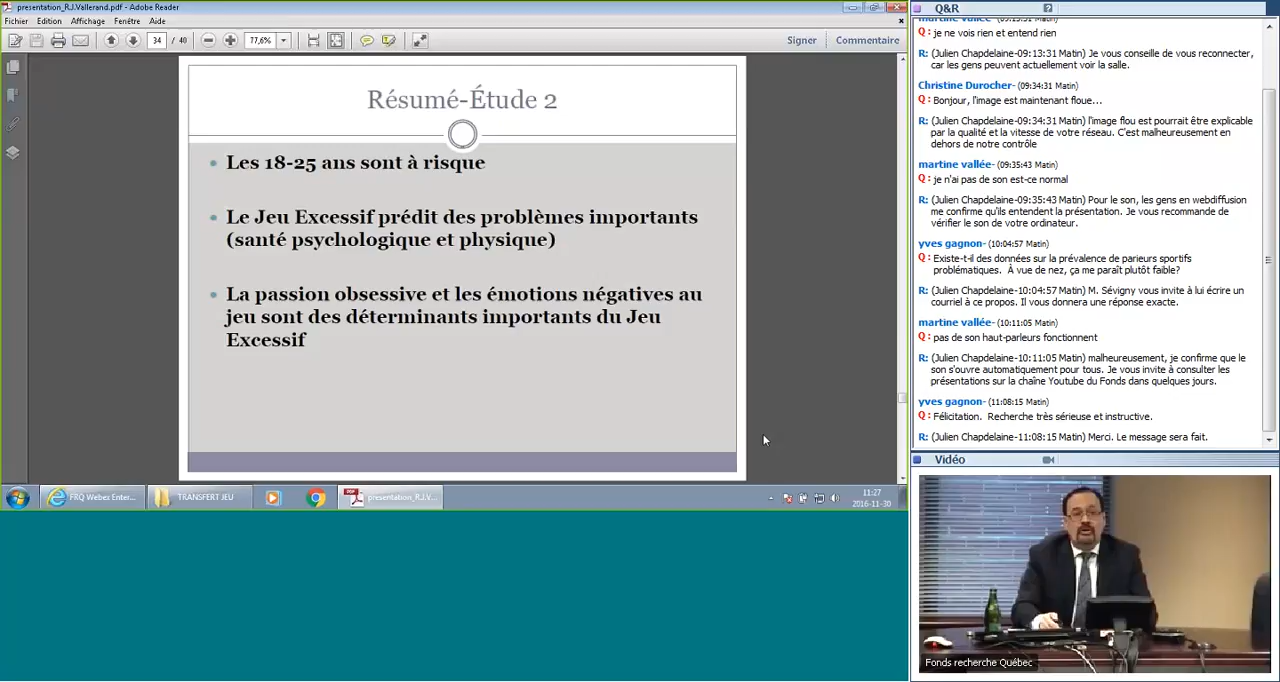 presentation_R.J.Vallerand.pdf - Adobe Reader
Fichier Edition Affichage Fenêtre Aide
34 / 40 77,6% Signer Commentaire
Résumé-Étude 2
Les 18-25 ans sont à risque
Le Jeu Excessif prédit des problèmes importants
(santé psychologique et physique)
La passion obsessive et les émotions négatives au
jeu sont des déterminants importants du Jeu
Excessif
FRQ Webex Enter... TRANSFERT JEU presentation_R.J.V... 11:27
2016-11-30
Q&R
Q: je ne vois rien et entend rien
R: (Julien Chapdelaine-09:13:31 Matin) Je vous conseille de vous reconnecter,
car les gens peuvent actuellement voir la salle.
Christine Durocher- (09:34:31 Matin)
Q: Bonjour, l'image est maintenant floue...
R: (Julien Chapdelaine-09:34:31 Matin) l'image flou est pourrait être explicable
par la qualité et la vitesse de votre réseau. C'est malheureusement en
dehors de notre contrôle
martine vallée- (09:35:43 Matin)
Q: je n'ai pas de son est-ce normal
R: (Julien Chapdelaine-09:35:43 Matin) Pour le son, les gens en webdiffusion
me confirme qu'ils entendent la présentation. Je vous recommande de
vérifier le son de votre ordinateur.
yves gagnon- (10:04:57 Matin)
Q: Existe-t-il des données sur la prévalence de parieurs sportifs
problématiques. À vue de nez, ça me paraît plutôt faible?
R: (Julien Chapdelaine-10:04:57 Matin) M. Sévigny vous invite à lui écrire un
courriel à ce propos. Il vous donnera une réponse exacte.
martine vallée- (10:11:05 Matin)
Q: pas de son haut-parleurs fonctionnent
R: (Julien Chapdelaine-10:11:05 Matin) malheureusement, je confirme que le
son s'ouvre automatiquement pour tous. Je vous invite à consulter les
présentations sur la chaîne Youtube du Fonds dans quelques jours.
yves gagnon- (11:08:15 Matin)
Q: Félicitation. Recherche très sérieuse et instructive.
R: (Julien Chapdelaine-11:08:15 Matin) Merci. Le message sera fait.
Vidéo
Fonds recherche Québec